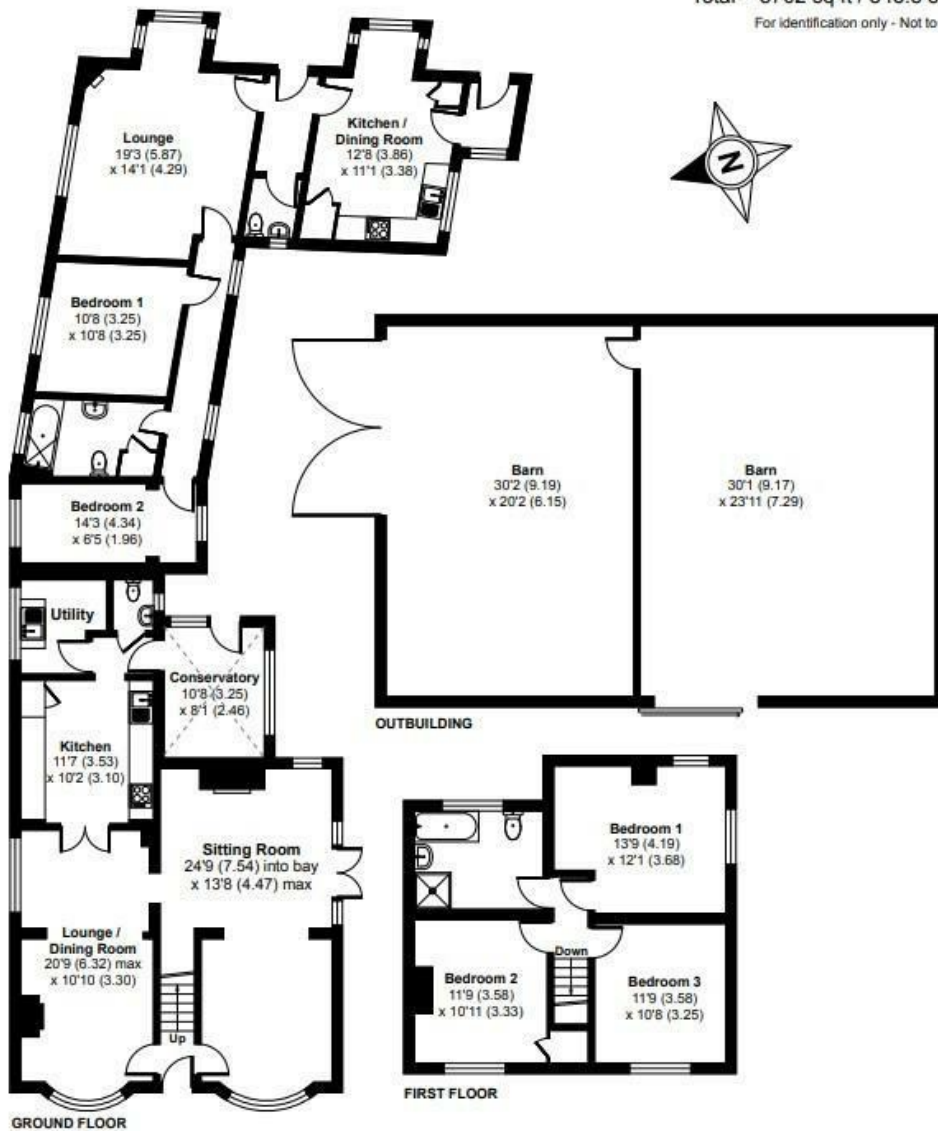 For identification only - Not to
Lounge
19'3 (5.87)
x 14'1 (4.29)
Kitchen /
Dining Room
12'8 (3.86)
x 11'1 (3.38)
N
Bedroom 1
10'8 (3.25)
x 10'8 (3.25)
Bedroom 2
14'3 (4.34)
x 6'5 (1.96)
Barn
30'2 (9.19)
x 20'2 (6.15)
Barn
30'1 (9.17)
x 23'11 (7.29)
OUTBUILDING
Utility
Conservatory
10'8 (3.25)
x 8'1 (2.46)
Kitchen
11'7 (3.53)
x 10'2 (3.10)
Sitting Room
24'9 (7.54) into bay
x 13'8 (4.47) max
Lounge /
Dining Room
20'9 (6.32) max
x 10'10 (3.30)
Up
GROUND FLOOR
Bedroom 1
13'9 (4.19)
x 12'1 (3.68)
Down
Bedroom 2
11'9 (3.58)
x 10'11 (3.33)
Bedroom 3
11'9 (3.58)
x 10'8 (3.25)
FIRST FLOOR